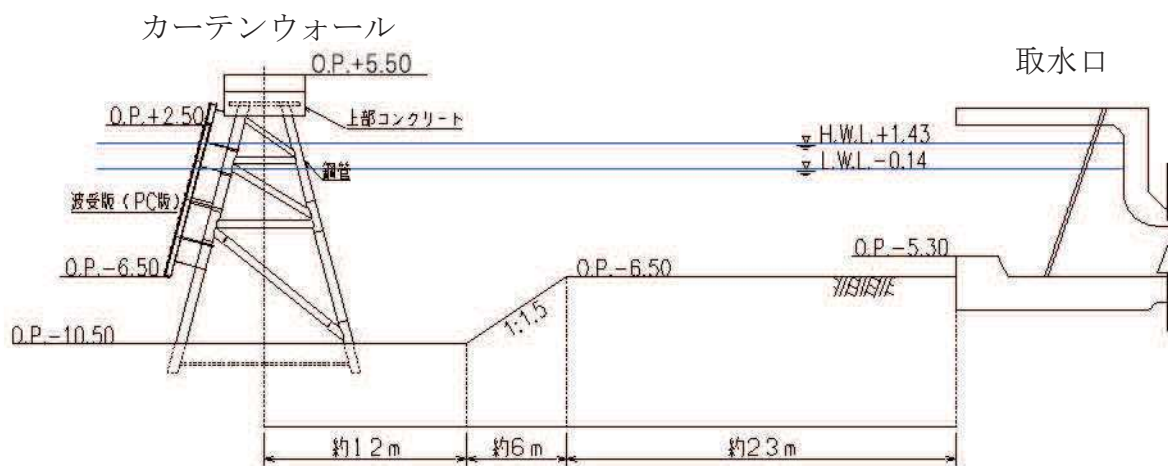 カーテンウォール
取水口
O.P.+5.50
O.P.+2.50
上部コンクリート
H.W.L.+1.43
鋼管
L.W.L.-0.14
波受版(PC版)
O.P.-5.30
O.P.-6.50
O.P.-6.50
1:1.5
O.P.-10.50
約12m
約6m
約23m